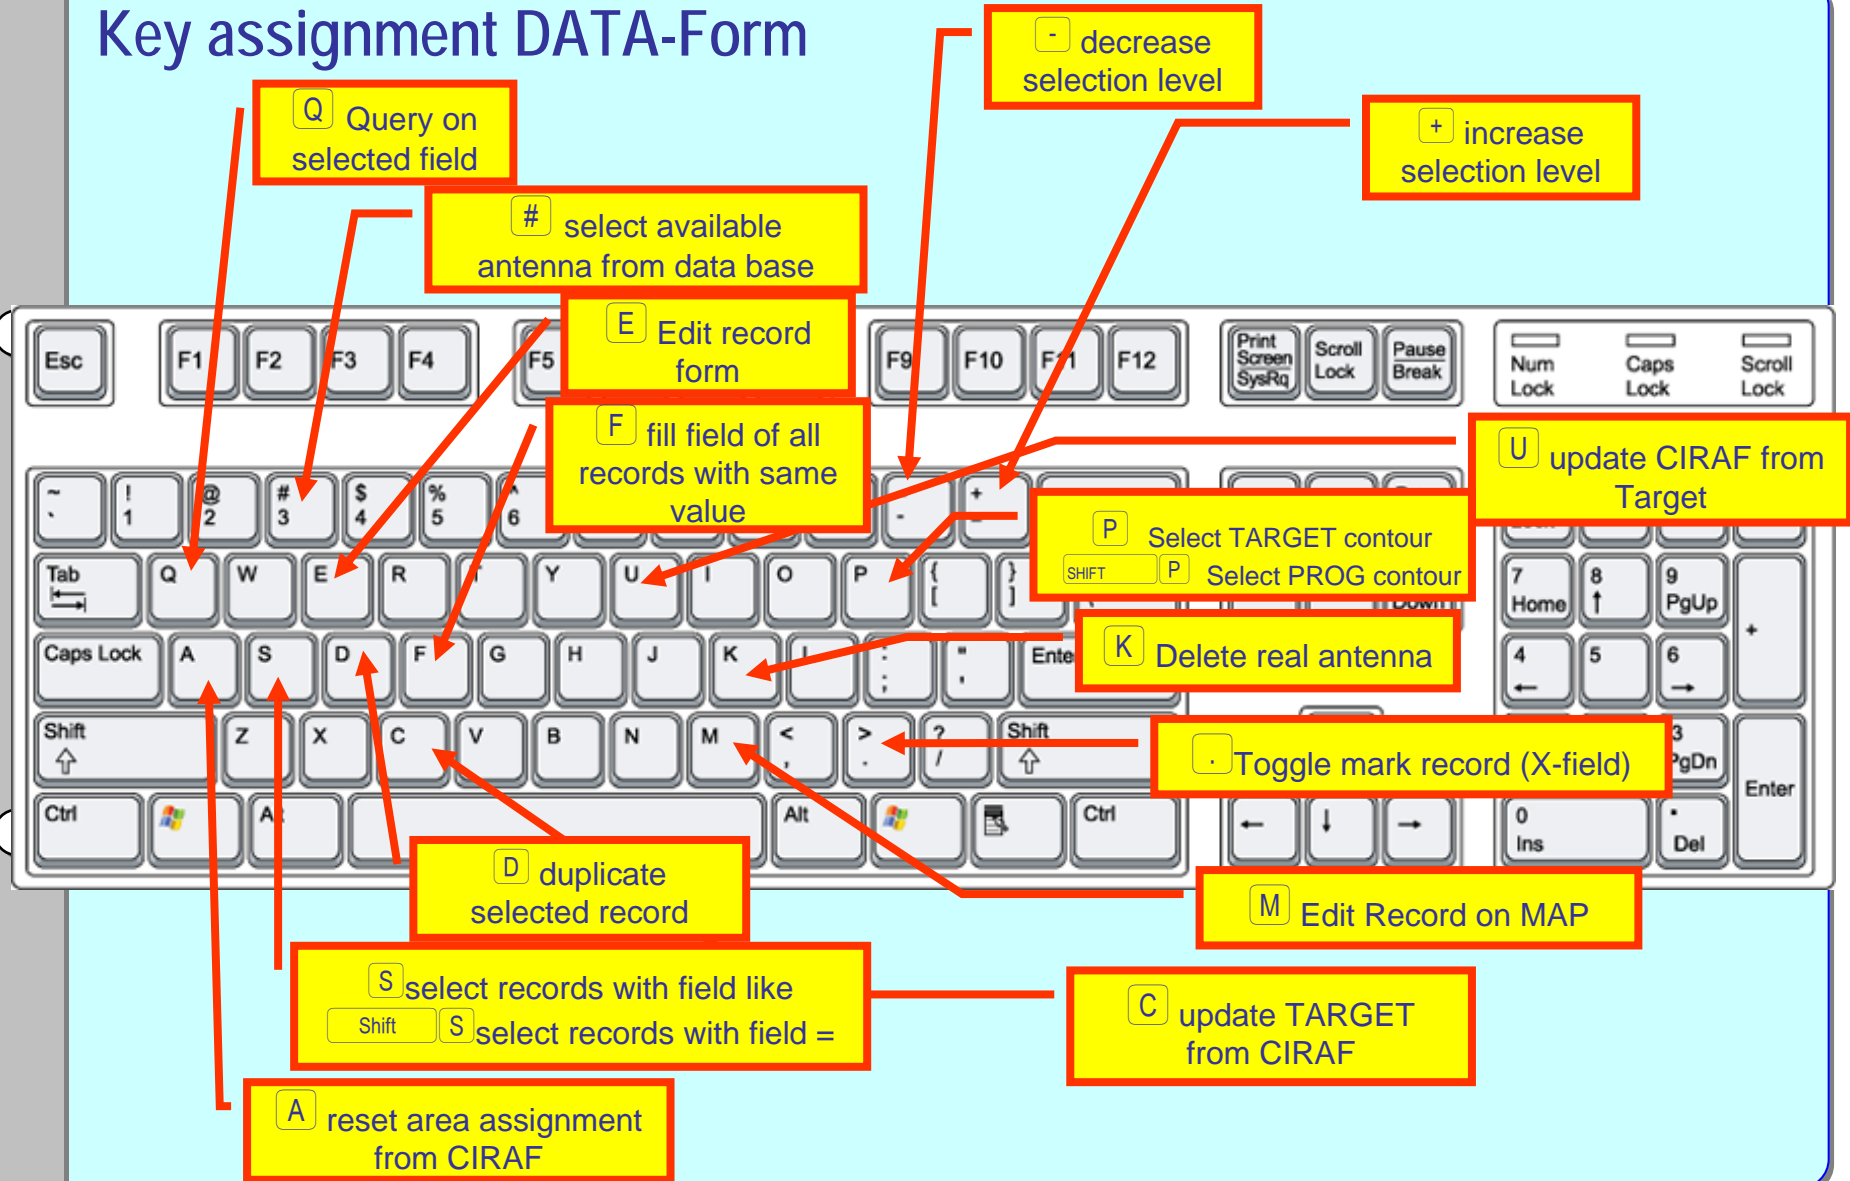 Key assignment DATA-Form
- decrease
selection level
Q Query on
selected field
+ increase
selection level
# select available
antenna from data base
E Edit record
form
F fill field of all
records with same
value
U update CIRAF from
Target
P Select TARGET contour
SHIFT P Select PROG contour
K Delete real antenna
. Toggle mark record (X-field)
D duplicate
selected record
M Edit Record on MAP
S select records with field like
Shift S select records with field =
C update TARGET
from CIRAF
A reset area assignment
from CIRAF
Esc F1 F2 F3 F4 F5 F9 F10 F11 F12
Print
Screen
SysRq
Scroll
Lock
Pause
Break
Num
Lock
Caps
Lock
Scroll
Lock
~ ! @ # $ % ^ +
` 1 2 3 4 5 6 -
Tab Q W E R T Y U I O P { }
[ ]
7 8 9
Home ↑ PgUp
+
Caps Lock A S D F G H J K L : "
; '
4 5 6
← →
Shift Z X C V B N M < > ? Shift
, . /
3
PgDn
Enter
Ctrl Alt Alt Ctrl
← ↓ →
0 .
Ins Del